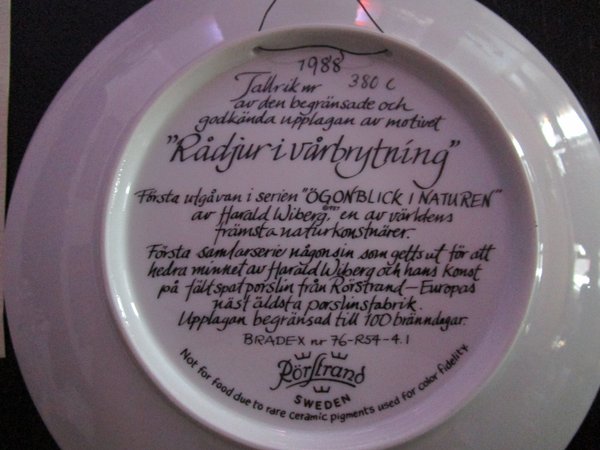 1988
Tallrik nr 380 C
av den begränsade och
godkända upplagan av motivet
"Rådjur i vårbrytning"
Första utgåvan i serien "ÖGONBLICK I NATUREN"
av Harald Wiberg, en av världens
främsta naturkonstnärer.
Första samlarserie någonsin som getts ut för att
hedra minnet av Harald Wiberg och hans konst
på fältspatporslin från Rörstrand – Europas
näst äldsta porslinsfabrik.
Upplagan begränsad till 100 bränndagar.
BRADEX nr 76-R54-4.1
Rörstrand
SWEDEN
Not for food due to rare ceramic pigments used for color fidelity.